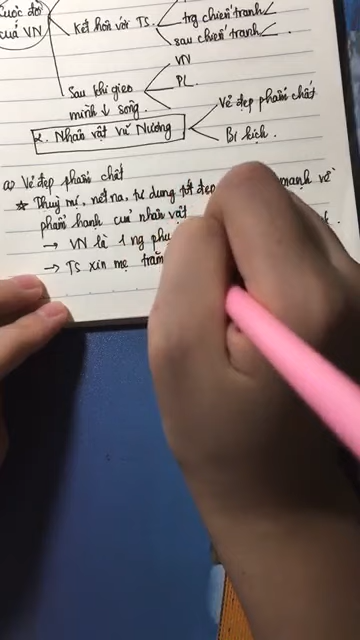 Cuộc đời
của VN
Kết hôn với TS
trg chiến tranh
sau chiến tranh
Sau khi gieo
mình ↓ sông
VN
PL
2. Nhân vật vũ Nương
Vẻ đẹp phẩm chất
Bi kịch
a) Vẻ đẹp phẩm chất
* Thuỳ mị, nết na, tư dung tốt đẹp mạnh về
phẩm hạnh của nhân vật
→ VN là 1 ng phụ
→ TS xin mẹ trăm